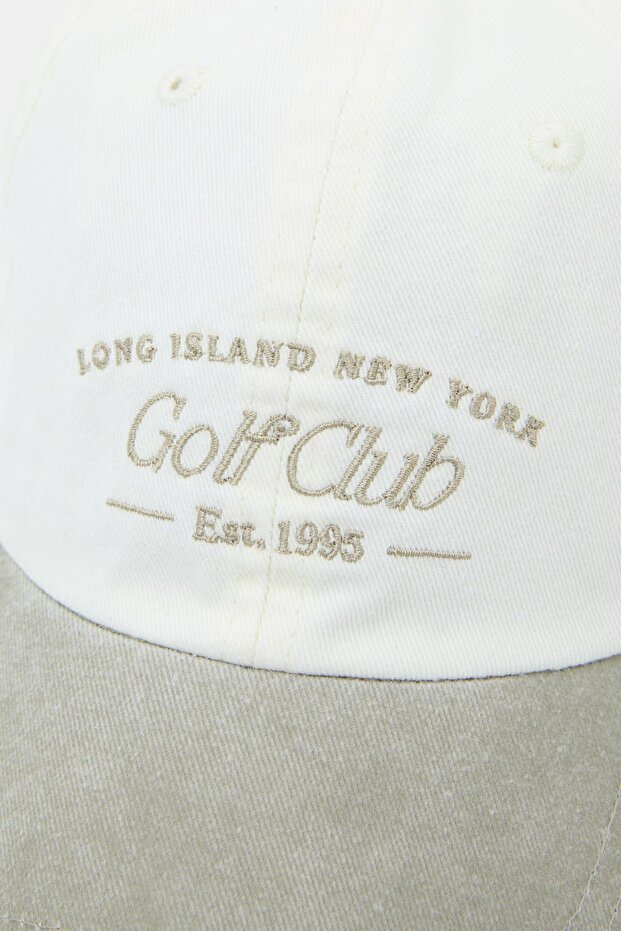 LONG ISLAND NEW YORK
Golf Club
Est. 1995